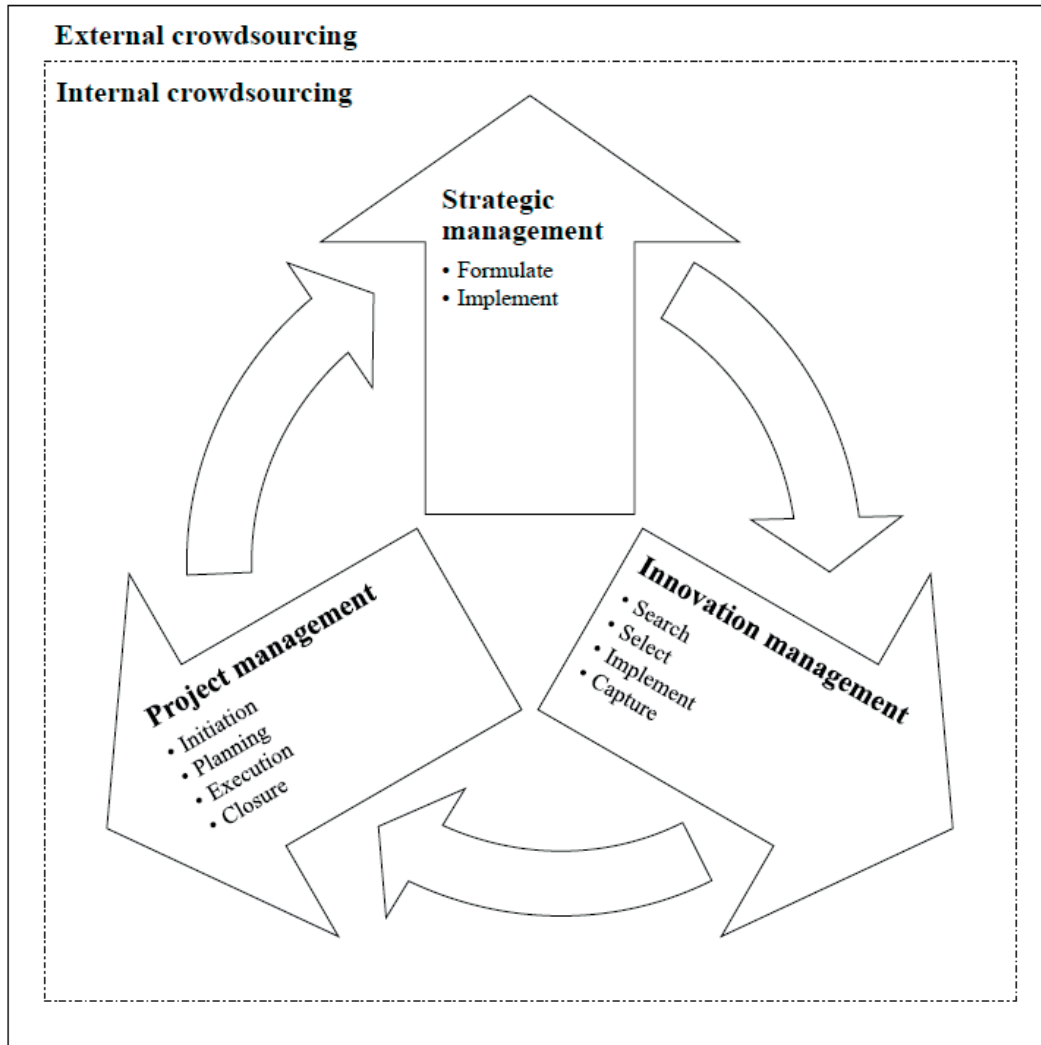 External crowdsourcing
Internal crowdsourcing
Strategic
management
• Formulate
• Implement
Innovation management
• Search
• Select
• Implement
• Capture
Project management
• Initiation
• Planning
• Execution
• Closure